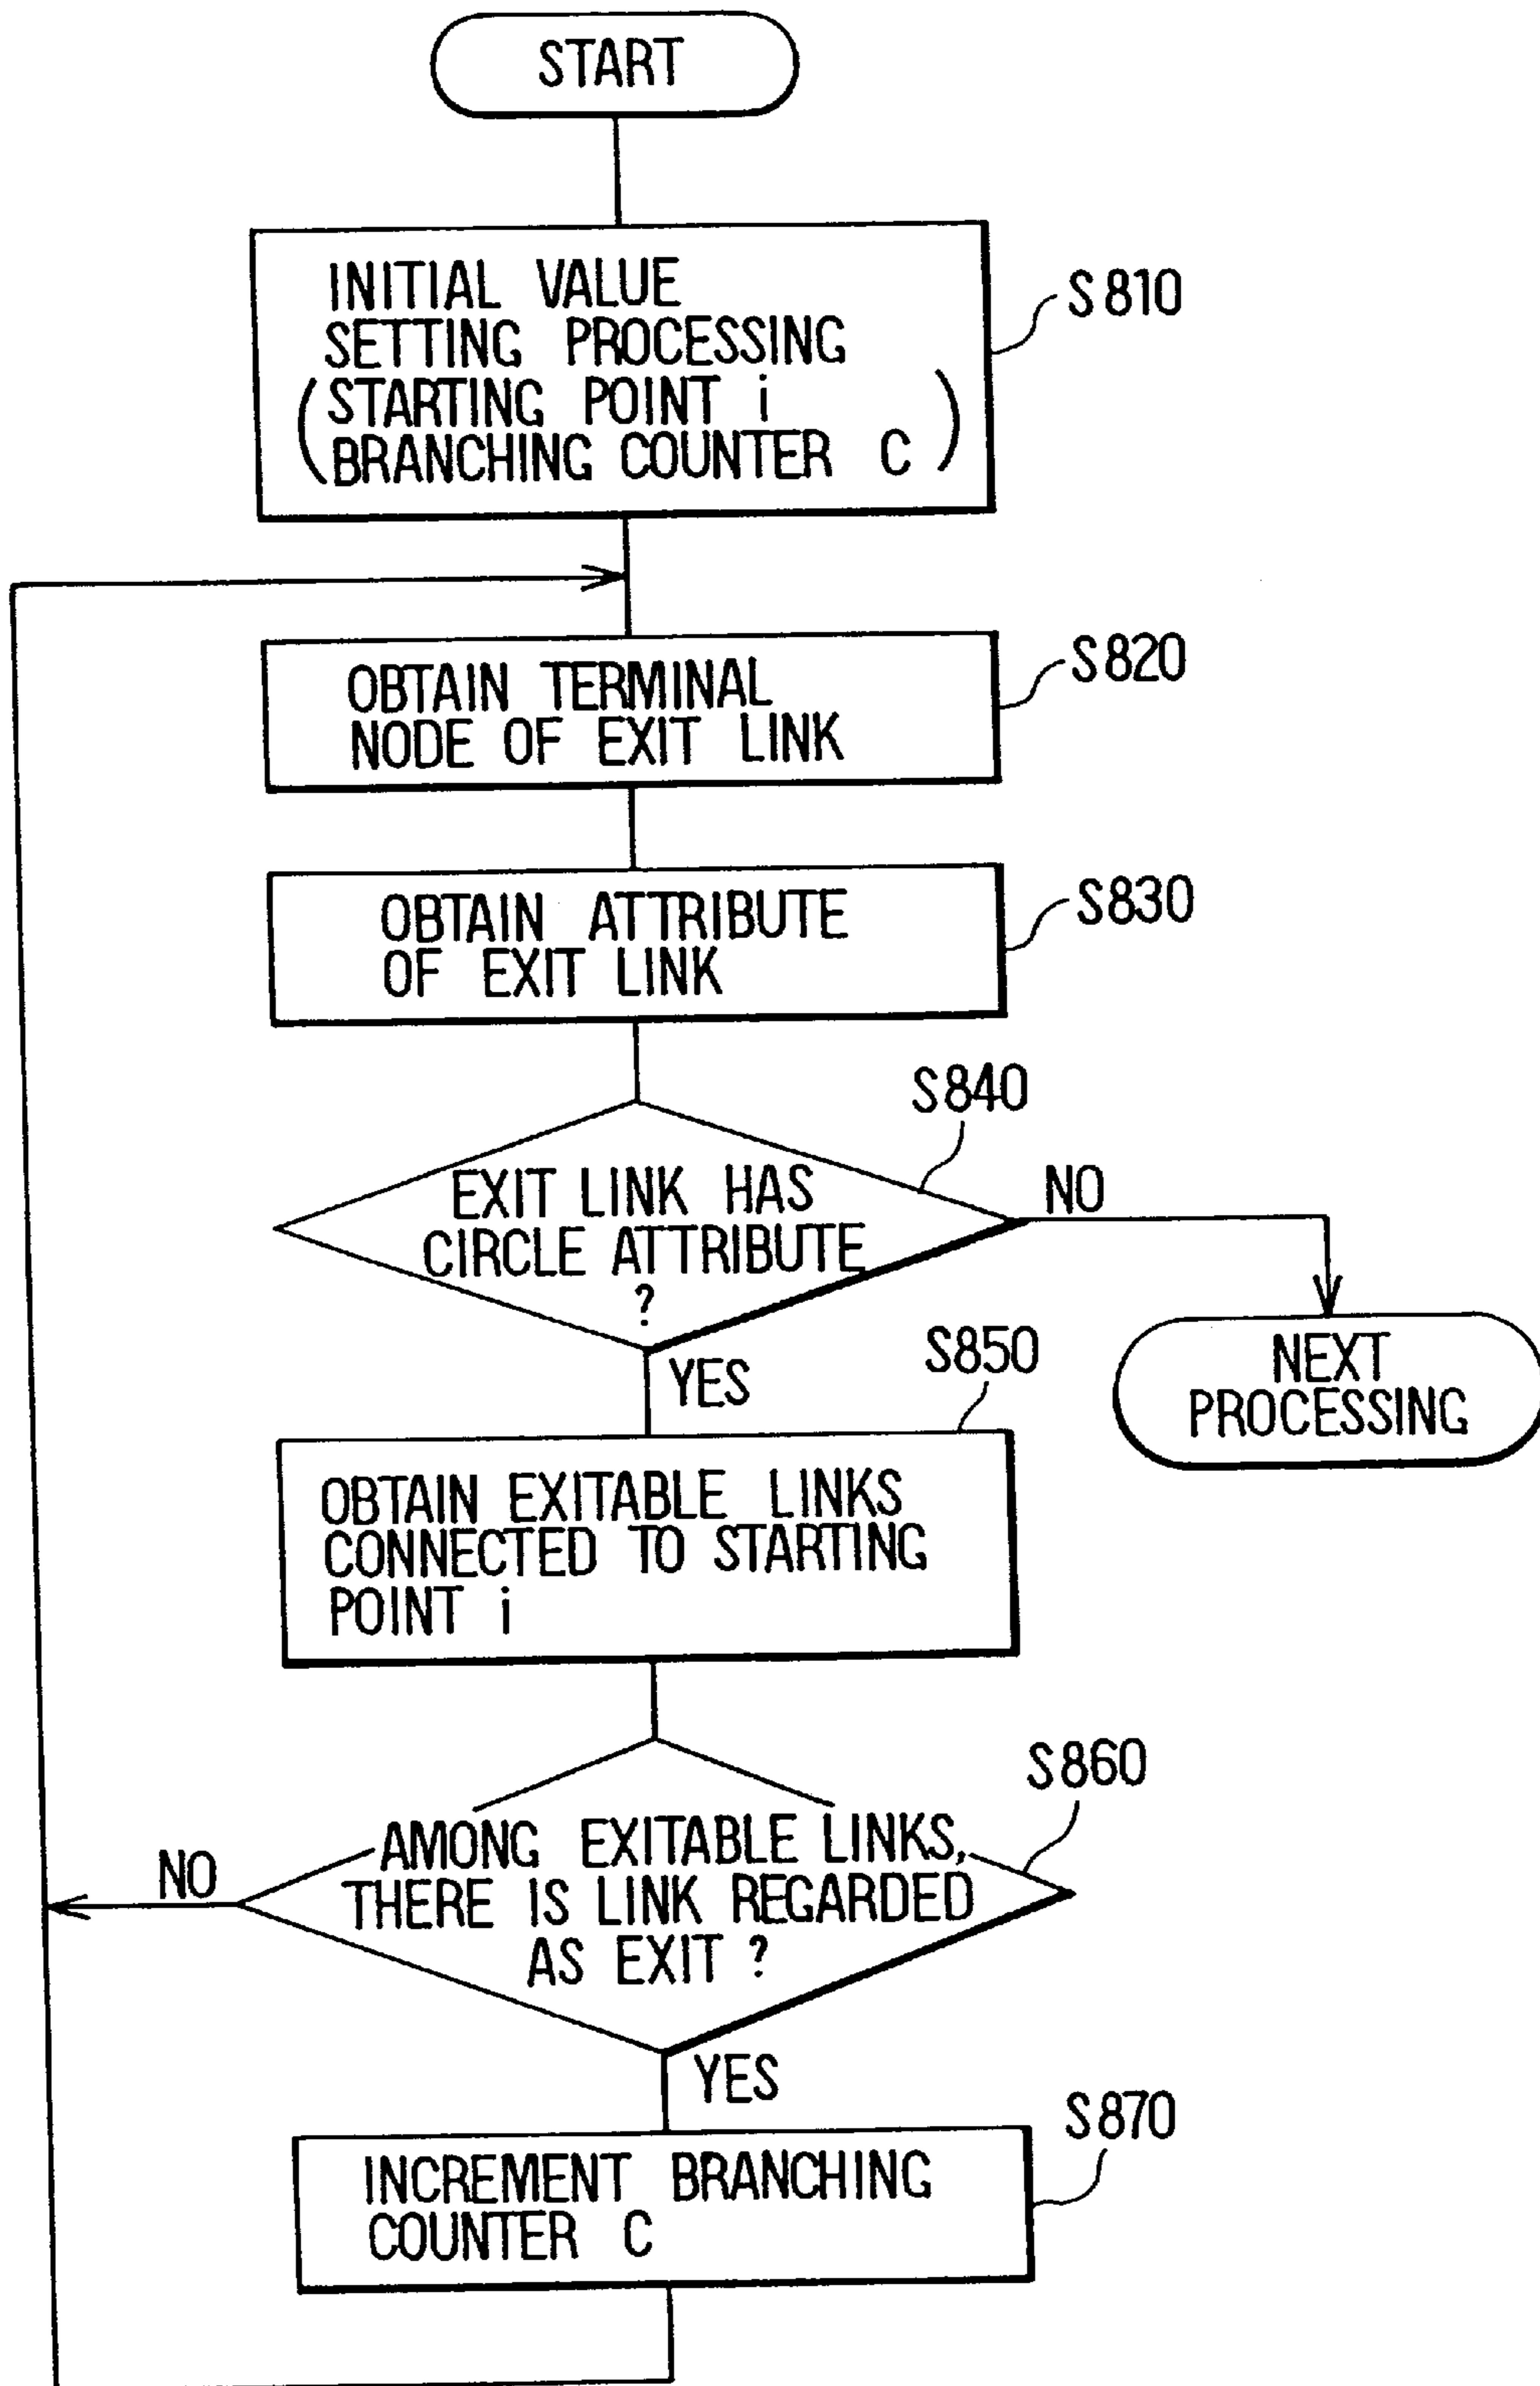 START
INITIAL VALUE
SETTING PROCESSING
(STARTING POINT i
BRANCHING COUNTER C)
S810
OBTAIN TERMINAL
NODE OF EXIT LINK
S820
OBTAIN ATTRIBUTE
OF EXIT LINK
S830
S840
EXIT LINK HAS
CIRCLE ATTRIBUTE
?
NO
NEXT
PROCESSING
YES
S850
OBTAIN EXITABLE LINKS
CONNECTED TO STARTING
POINT i
S860
AMONG EXITABLE LINKS,
THERE IS LINK REGARDED
AS EXIT ?
NO
YES
S870
INCREMENT BRANCHING
COUNTER C